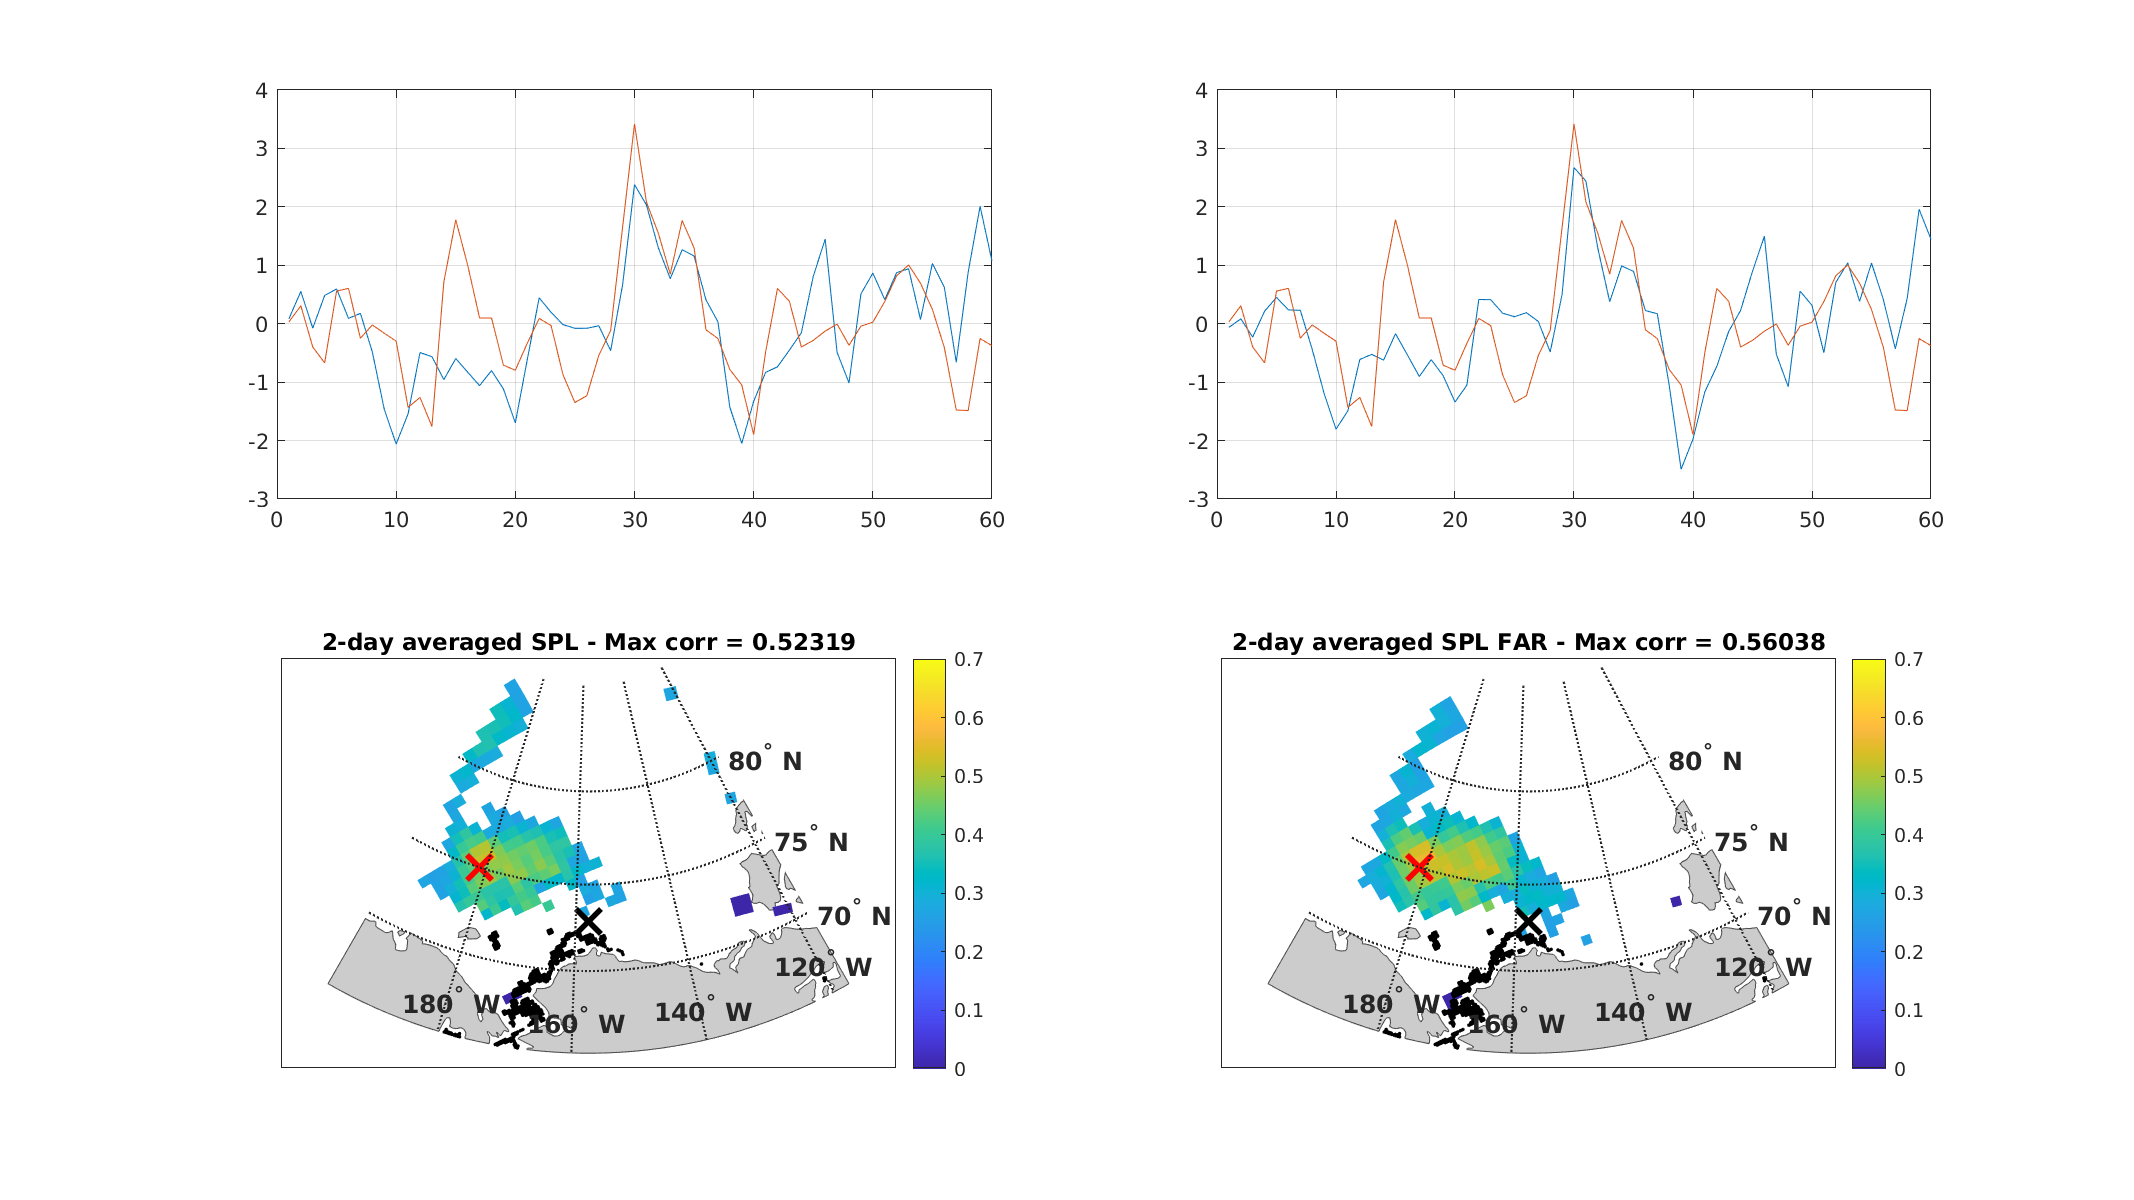 4
3
2
1
0
-1
-2
-3
0 10 20 30 40 50 60
4
3
2
1
0
-1
-2
-3
0 10 20 30 40 50 60
2-day averaged SPL - Max corr = 0.52319
80° N
75° N
70° N
120° W
180° W
160° W
140° W
0.7
0.6
0.5
0.4
0.3
0.2
0.1
0
2-day averaged SPL FAR - Max corr = 0.56038
80° N
75° N
70° N
120° W
180° W
160° W
140° W
0.7
0.6
0.5
0.4
0.3
0.2
0.1
0